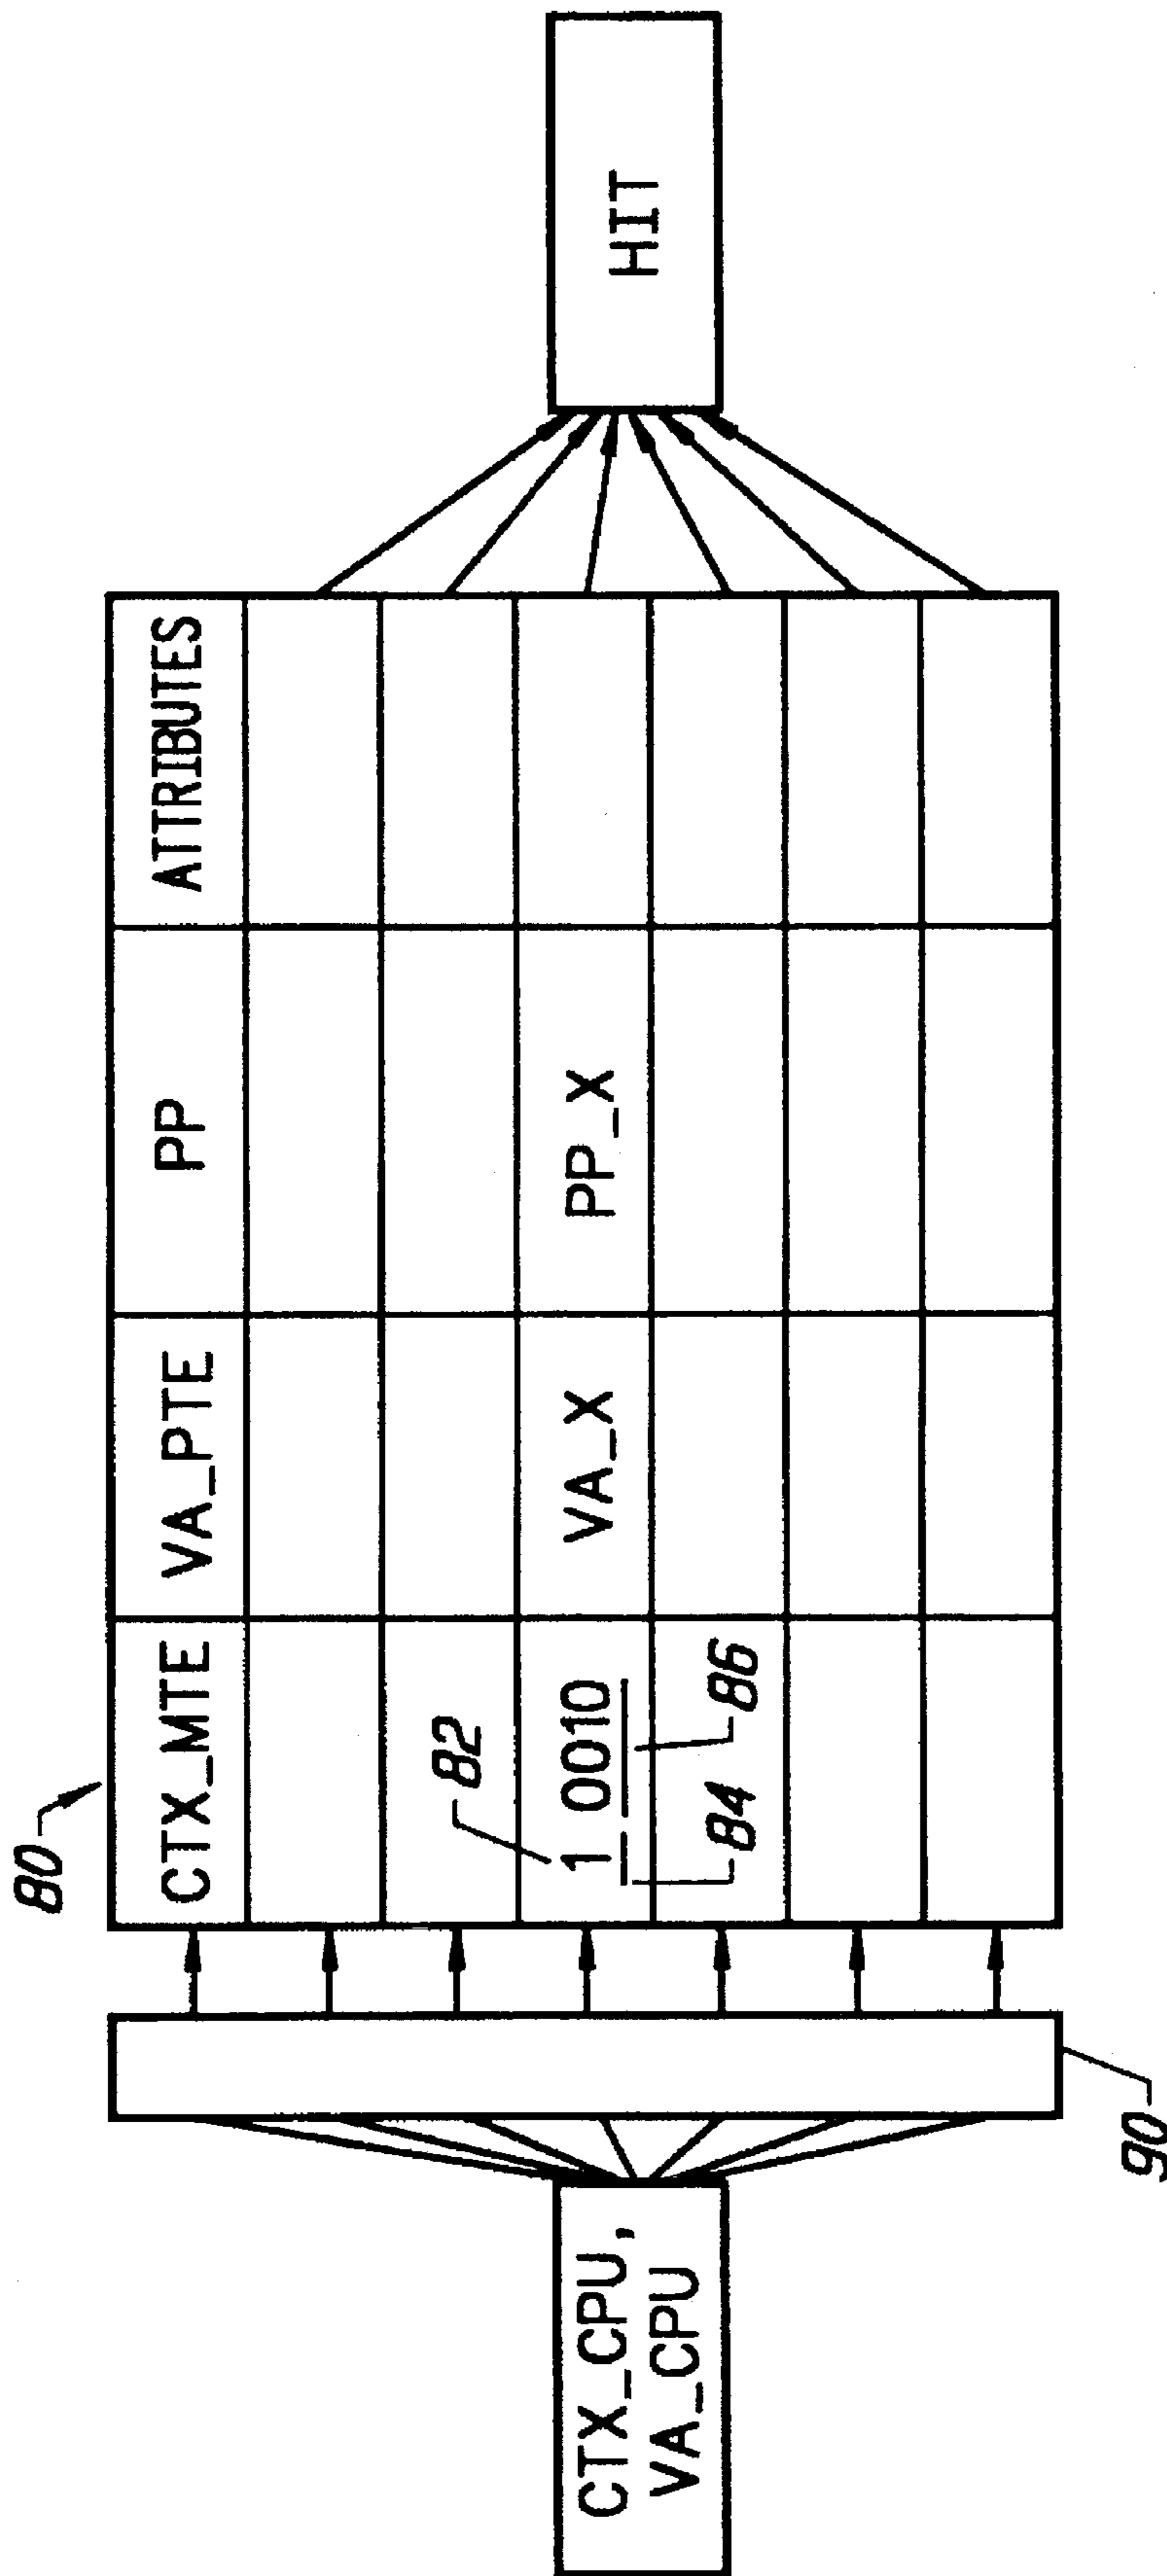 80
CTX_MTE VA_PTE PP ATTRIBUTES
82
1 0010 VA_X PP_X
84 86
CTX_CPU,
VA_CPU
HIT
90